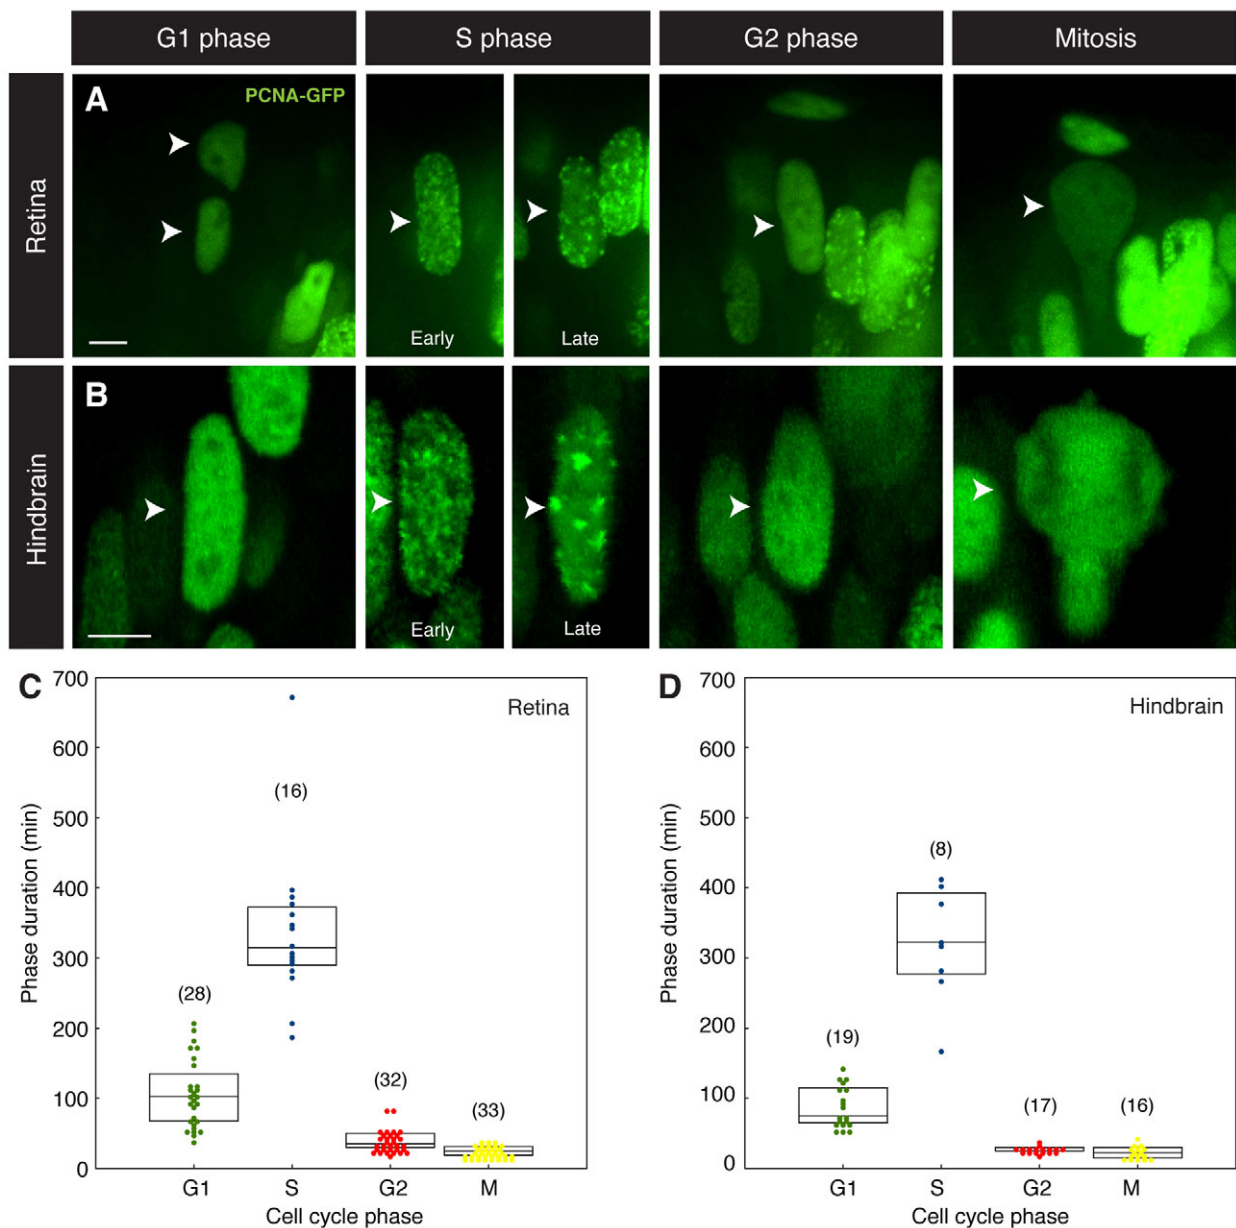 G1 phase
S phase
G2 phase
Mitosis
Retina
A
PCNA-GFP
Early
Late
Hindbrain
B
Early
Late
C
Retina
Phase duration (min)
700
600
500
400
300
200
100
0
(28)
(16)
(32)
(33)
G1
S
G2
M
Cell cycle phase
D
Hindbrain
Phase duration (min)
700
600
500
400
300
200
100
0
(19)
(8)
(17)
(16)
G1
S
G2
M
Cell cycle phase